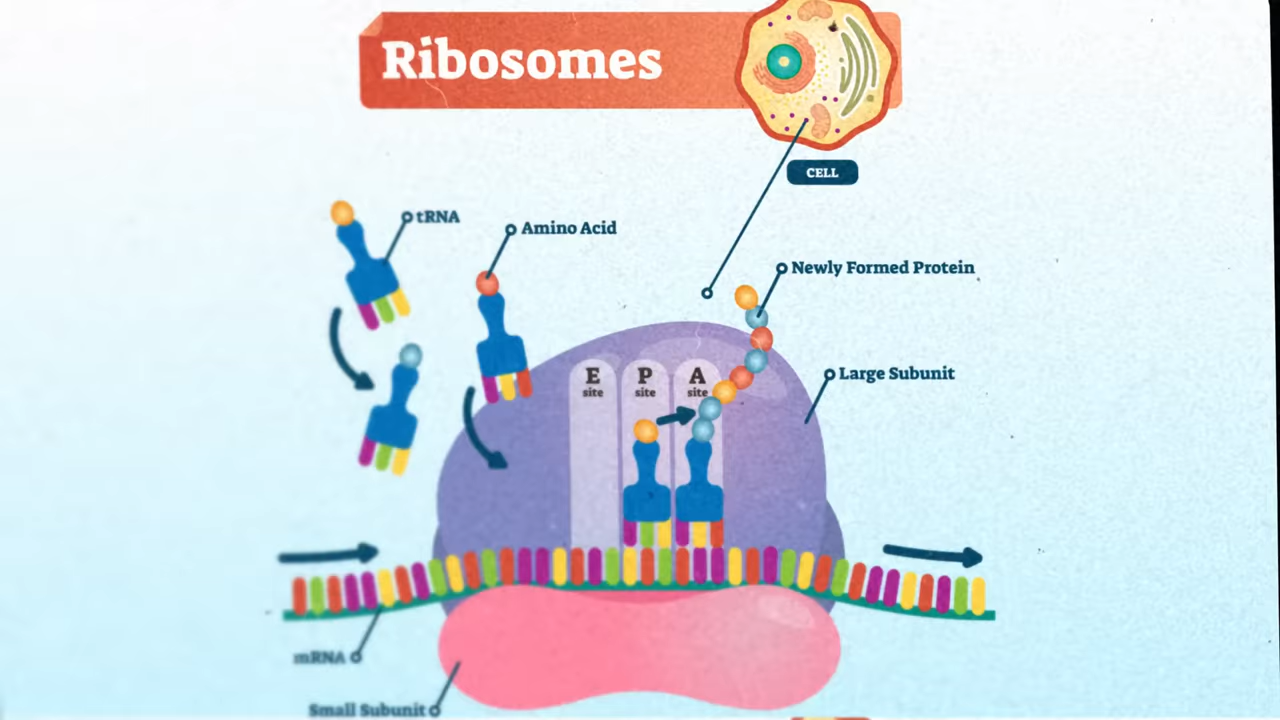 Ribosomes
CELL
tRNA
Amino Acid
Newly Formed Protein
Large Subunit
E
site
P
site
A
site
mRNA
Small Subunit